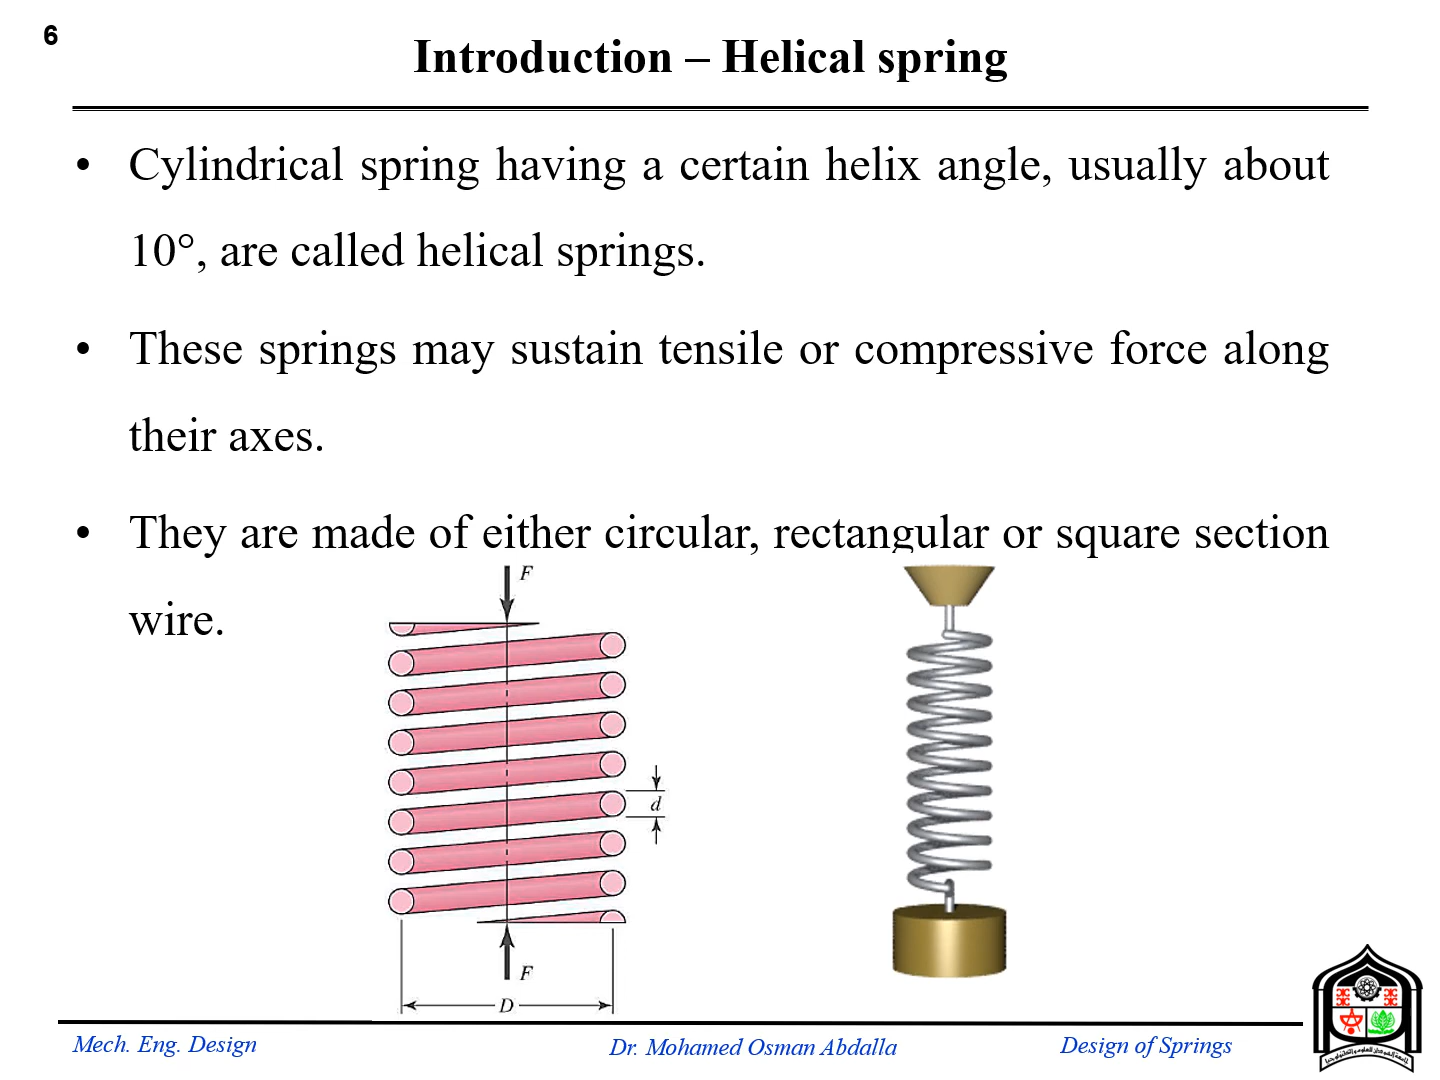 6
Introduction – Helical spring
• Cylindrical spring having a certain helix angle, usually about
10°, are called helical springs.
• These springs may sustain tensile or compressive force along
their axes.
• They are made of either circular, rectangular or square section
wire.
F
d
F
D
Mech. Eng. Design
Dr. Mohamed Osman Abdalla
Design of Springs